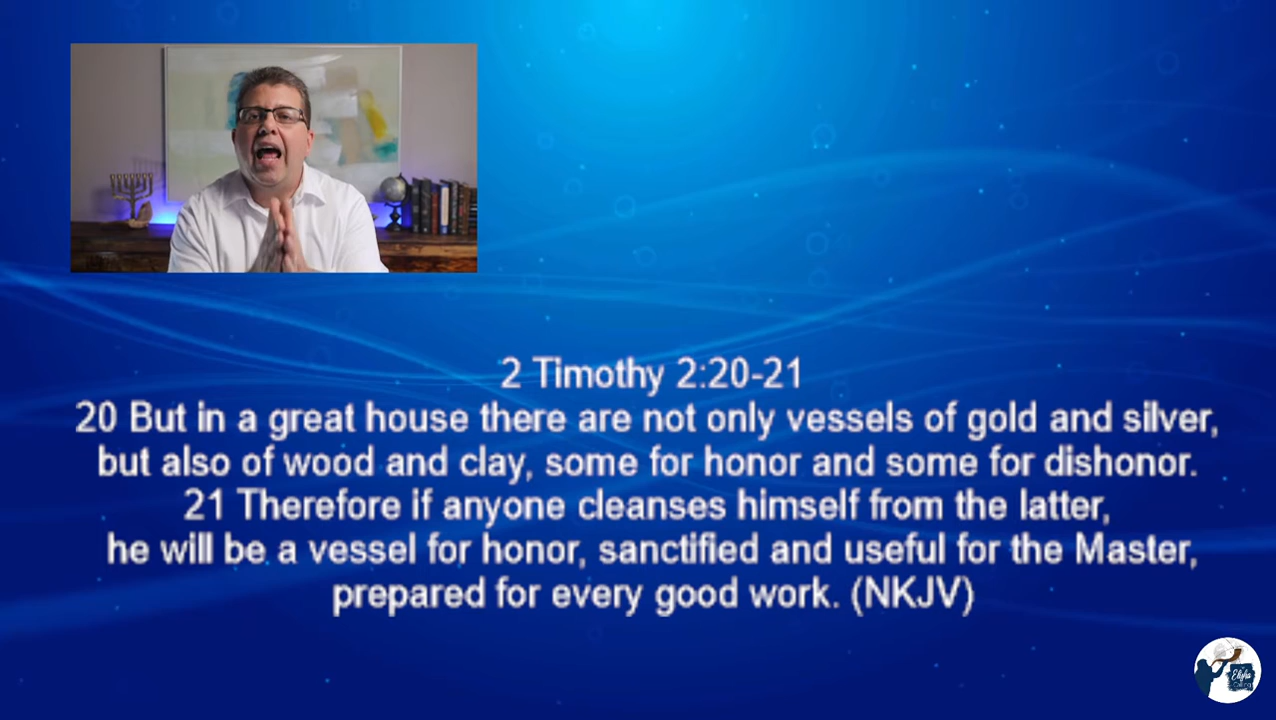 2 Timothy 2:20-21
20 But in a great house there are not only vessels of gold and silver,
but also of wood and clay, some for honor and some for dishonor.
21 Therefore if anyone cleanses himself from the latter,
he will be a vessel for honor, sanctified and useful for the Master,
prepared for every good work. (NKJV)